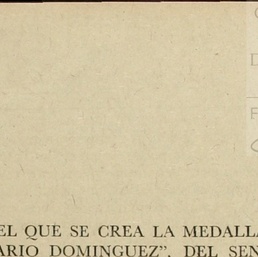 EL QUE SE CREA LA MEDALLA
ARIO DOMINGUEZ", DEL SEN